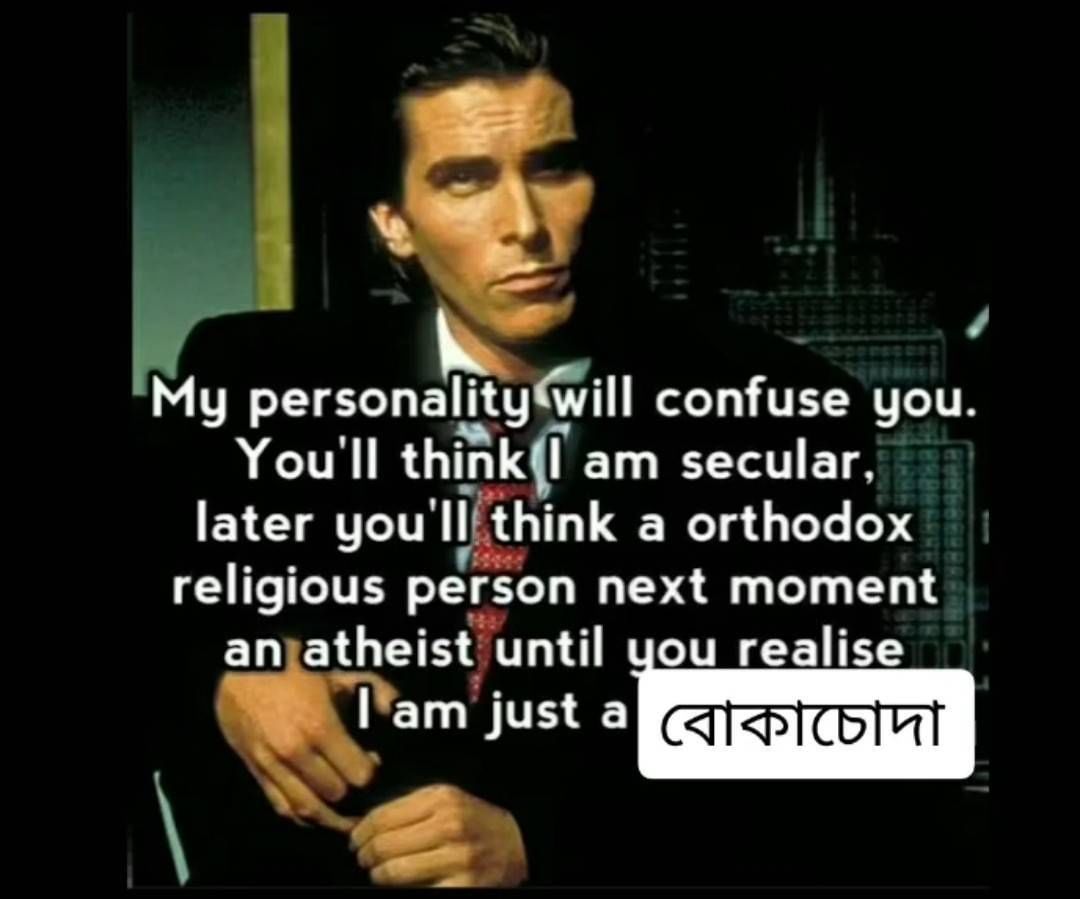 My personality will confuse you.
You'll think I am secular,
later you'll think a orthodox
religious person next moment
an atheist until you realise
I am just a বোকাচোদা